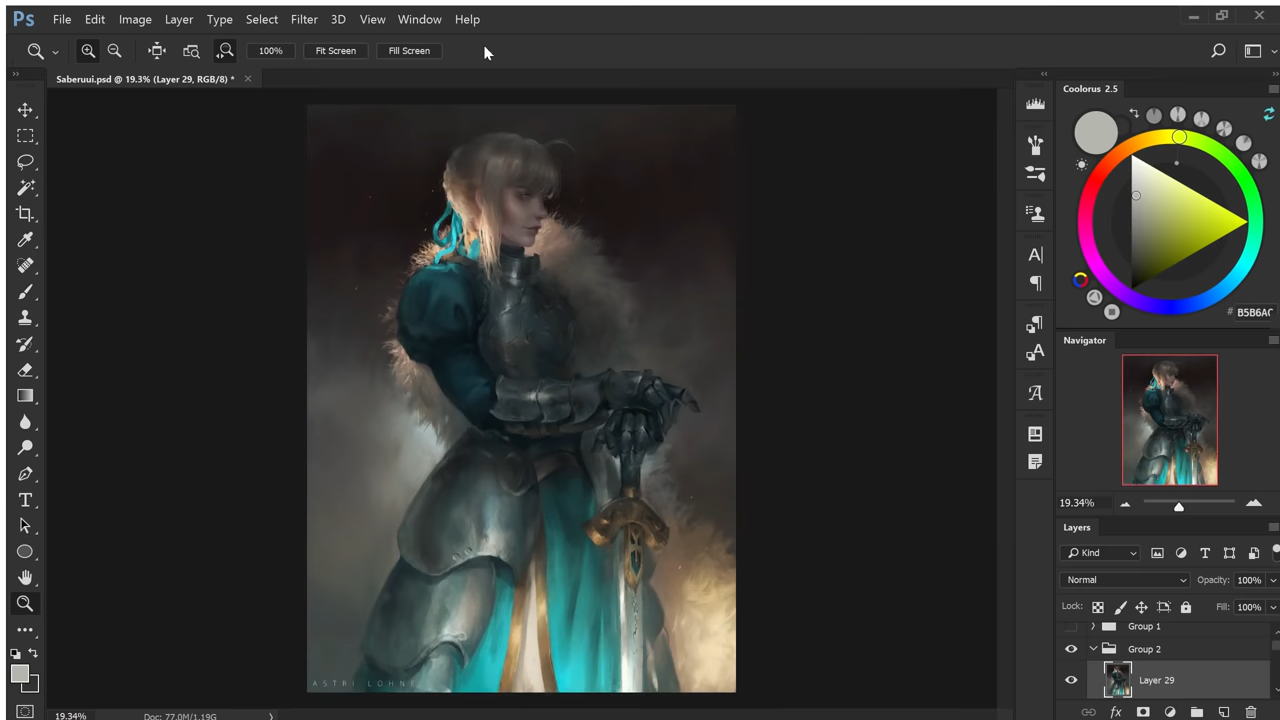 Ps File Edit Image Layer Type Select Filter 3D View Window Help
100% Fit Screen Fill Screen
Saberuui.psd @ 19.3% (Layer 29, RGB/8) *
Coolorus 2.5
# B5B6AC
Navigator
19.34%
Layers
Kind
Normal Opacity: 100%
Lock: Fill: 100%
Group 1
Group 2
Layer 29
fx
ASTRI LOHNE
19.34% Doc: 77.0M/1.19G